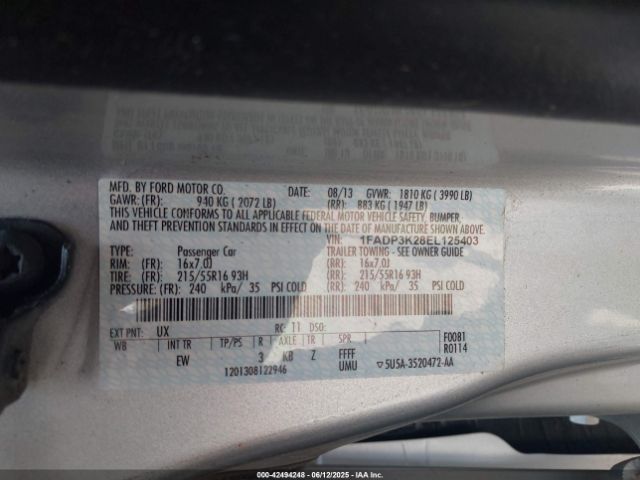 MFD. BY FORD MOTOR CO. DATE: 08/13 GVWR: 1810 KG ( 3990 LB)
GAWR: (FR): 940 KG ( 2072 LB) (RR): 883 KG ( 1947 LB)
THIS VEHICLE CONFORMS TO ALL APPLICABLE FEDERAL MOTOR VEHICLE SAFETY, BUMPER,
AND THEFT PREVENTION STANDARDS IN EFFECT ON THE DATE OF MANUFACTURE SHOWN ABOVE.
VIN: 1FADP3K28EL125403
TYPE: Passenger Car TRAILER TOWING - SEE OWNER GUIDE
RIM: (FR): 16x7.0J (RR): 16x7.0J
TIRE: (FR): 215/55R16 93H (RR): 215/55R16 93H
PRESSURE: (FR): 240 kPa/ 35 PSI COLD (RR): 240 kPa/ 35 PSI COLD
EXT PNT: UX RC: 11 DSO: F0081
WB INT TR TP/PS R AXLE TR SPR R0114
EW 3 KB Z FFFF
1201308122946 UMU 5U5A-3520472-AA
000-42494248 - 06/12/2025 - IAAI.com